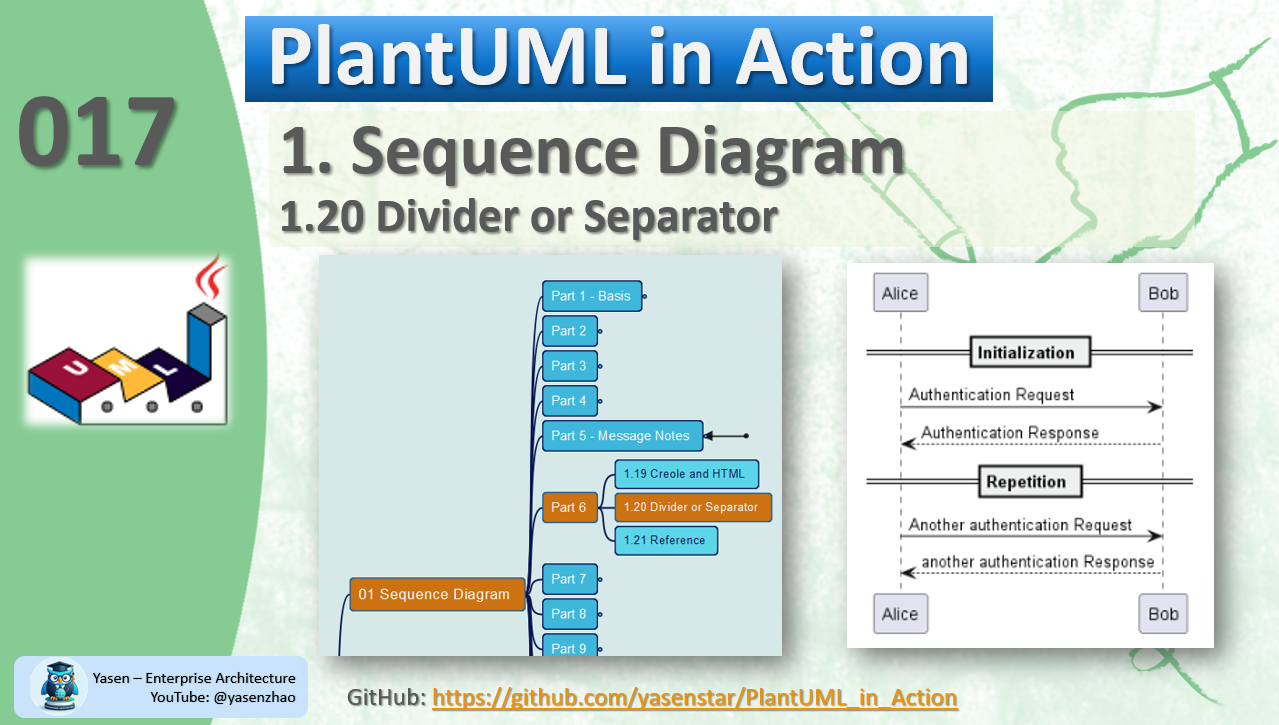 PlantUML in Action
017
1. Sequence Diagram
1.20 Divider or Separator
UML
Part 1 - Basis
Part 2
Part 3
Part 4
Part 5 - Message Notes
1.19 Creole and HTML
Part 6
1.20 Divider or Separator
1.21 Reference
Part 7
01 Sequence Diagram
Part 8
Part 9
Alice
Bob
Initialization
Authentication Request
Authentication Response
Repetition
Another authentication Request
another authentication Response
Alice
Bob
Yasen – Enterprise Architecture
YouTube: @yasenzhao
GitHub: https://github.com/yasenstar/PlantUML_in_Action